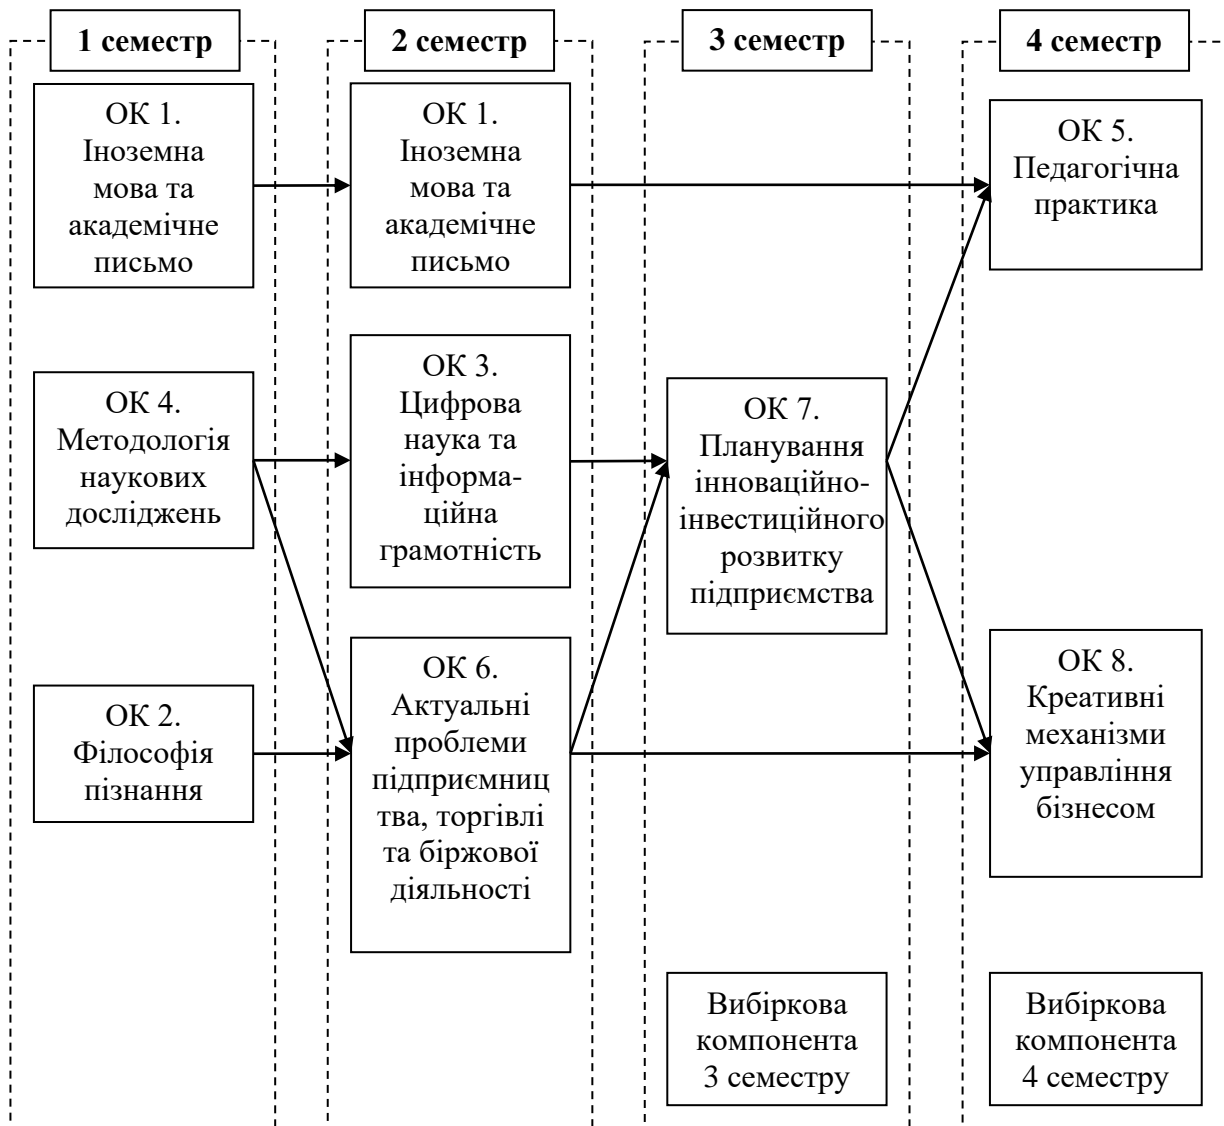 1 семестр
2 семестр
3 семестр
4 семестр
ОК 1.
Іноземна
мова та
академічне
письмо
ОК 4.
Методологія
наукових
досліджень
ОК 2.
Філософія
пізнання
ОК 1.
Іноземна
мова та
академічне
письмо
ОК 3.
Цифрова
наука та
інформа-
ційна
грамотність
ОК 6.
Актуальні
проблеми
підприємниц
тва, торгівлі
та біржової
діяльності
ОК 7.
Планування
інноваційно-
інвестиційного
розвитку
підприємства
Вибіркова
компонента
3 семестру
ОК 5.
Педагогічна
практика
ОК 8.
Креативні
механізми
управління
бізнесом
Вибіркова
компонента
4 семестру